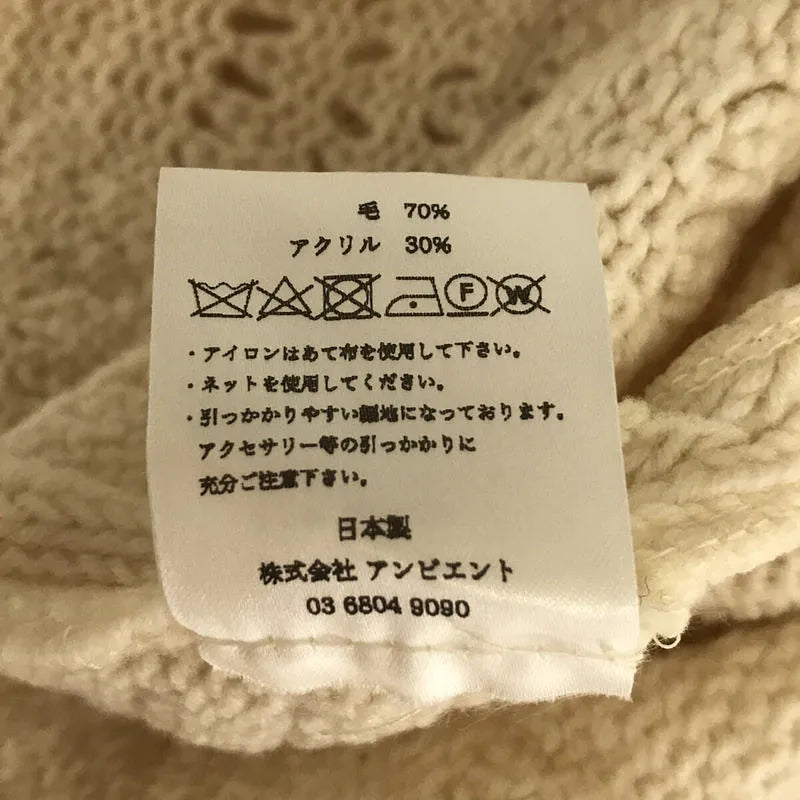 毛 70%
アクリル 30%
F W
・アイロンはあて布を使用して下さい。
・ネットを使用してください。
・引っかかりやすい編地になっております。
アクセサリー等の引っかかりに
充分ご注意下さい。
日本製
株式会社 アンビエント
03 6804 9090